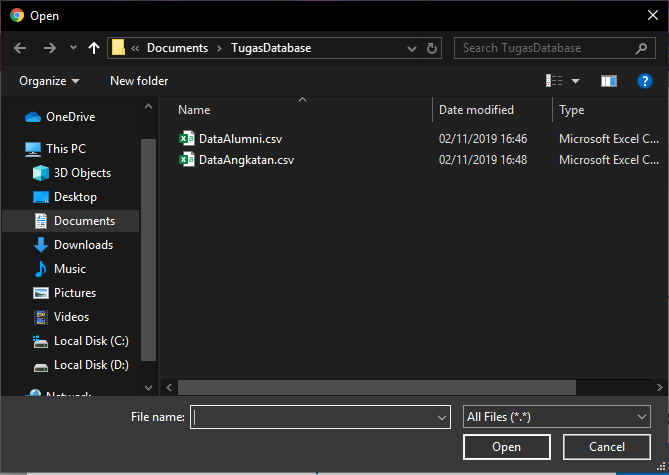 Open
« Documents > TugasDatabase
Search TugasDatabase
Organize
New folder
OneDrive
This PC
3D Objects
Desktop
Documents
Downloads
Music
Pictures
Videos
Local Disk (C:)
Local Disk (D:)
Network
Name Date modified Type
DataAlumni.csv 02/11/2019 16:46 Microsoft Excel C...
DataAngkatan.csv 02/11/2019 16:48 Microsoft Excel C...
File name:
All Files (*.*)
Open Cancel